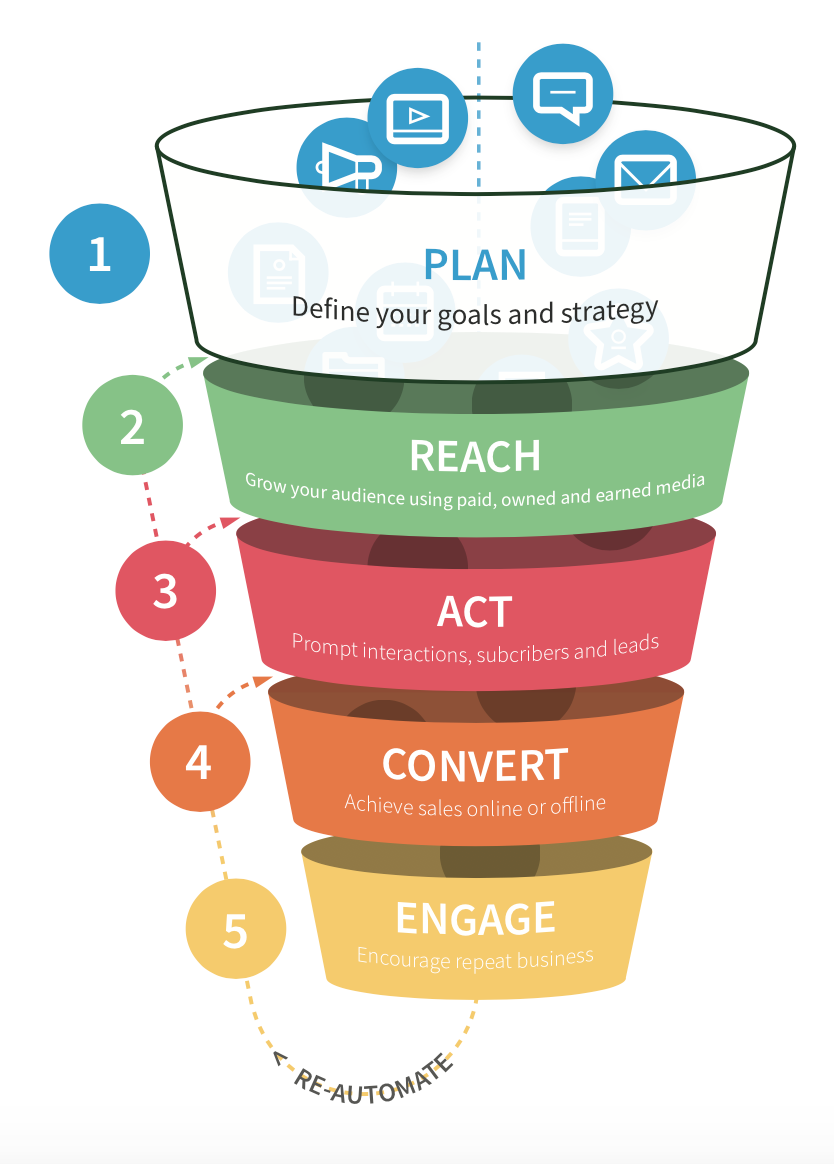 1
PLAN
Define your goals and strategy
2
REACH
Grow your audience using paid, owned and earned media
3
ACT
Prompt interactions, subcribers and leads
4
CONVERT
Achieve sales online or offline
5
ENGAGE
Encourage repeat business
< RE-AUTOMATE